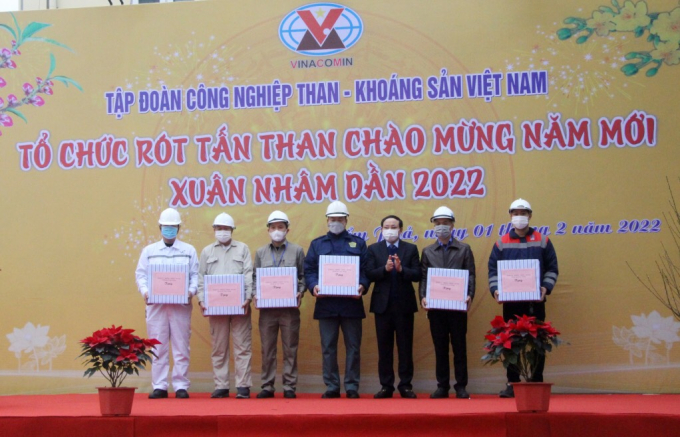 VINACOMIN
TẬP ĐOÀN CÔNG NGHIỆP THAN - KHOÁNG SẢN VIỆT NAM
TỔ CHỨC RÓT TẤN THAN CHÀO MỪNG NĂM MỚI
XUÂN NHÂM DẦN 2022
01 tháng 2 năm 2022